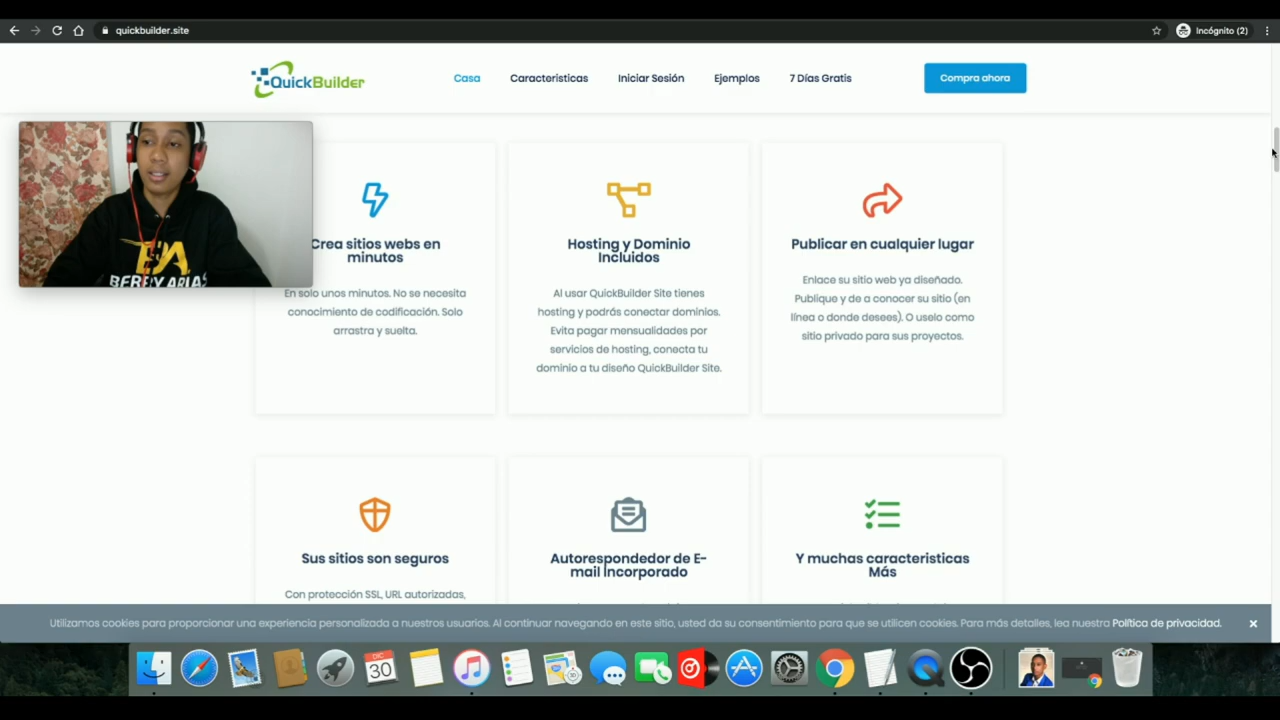 quickbuilder.site
Incógnito (2)
QuickBuilder
Casa
Caracteristicas
Iniciar Sesión
Ejemplos
7 Días Gratis
Compra ahora
EA
BERRY ARIAS
Crea sitios webs en
minutos
En solo unos minutos. No se necesita
conocimiento de codificación. Solo
arrastra y suelta.
Hosting y Dominio
Incluidos
Al usar QuickBuilder Site tienes
hosting y podrás conectar dominios.
Evita pagar mensualidades por
servicios de hosting, conecta tu
dominio a tu diseño QuickBuilder Site.
Publicar en cualquier lugar
Enlace su sitio web ya diseñado.
Publique y de a conocer su sitio (en
línea o donde desees). O uselo como
sitio privado para sus proyectos.
Sus sitios son seguros
Con protección SSL, URL autorizadas,
Autorespondedor de E-
mail Incorporado
Y muchas caracteristicas
Más
Utilizamos cookies para proporcionar una experiencia personalizada a nuestros usuarios. Al continuar navegando en este sitio, usted da su consentimiento para que se utilicen cookies. Para más detalles, lea nuestra Política de privacidad.
DIC
30